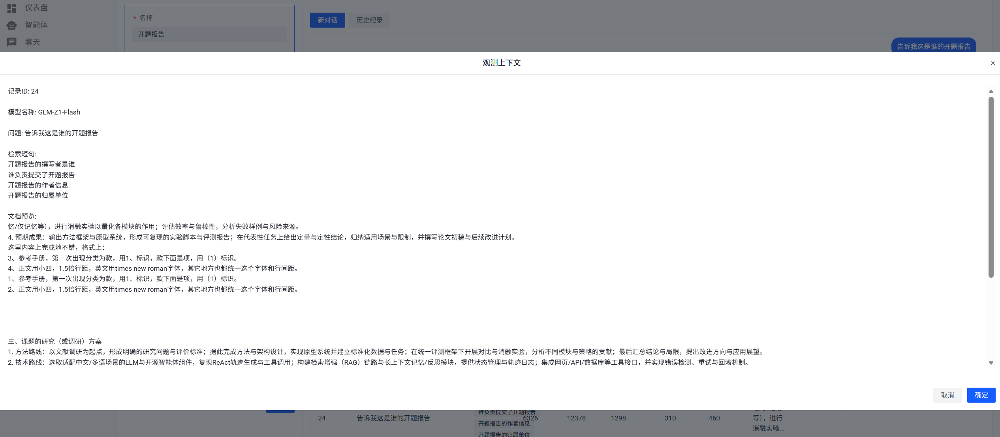 仪表盘
智能体
聊天
* 名称
开题报告
新对话 历史纪录
告诉我这是谁的开题报告
观测上下文
记录ID: 24
模型名称: GLM-Z1-Flash
问题: 告诉我这是谁的开题报告
检索短句:
开题报告的撰写者是谁
谁负责提交了开题报告
开题报告的作者信息
开题报告的归属单位
文档预览:
忆/仅记忆等），进行消融实验以量化各模块的作用；评估效率与鲁棒性，分析失败样例与风险来源。
4. 预期成果：输出方法框架与原型系统，形成可复现的实验脚本与评测报告；在代表性任务上给出定量与定性结论，归纳适用场景与限制，并撰写论文初稿与后续改进计划。
这里内容上完成地不错，格式上：
3、参考手册，第一次出现分类为款，用1、标识，款下面是项，用（1）标识。
4、正文用小四，1.5倍行距，英文用times new roman字体，其它地方也都统一这个字体和行间距。
1、参考手册，第一次出现分类为款，用1、标识，款下面是项，用（1）标识。
2、正文用小四，1.5倍行距，英文用times new roman字体，其它地方也都统一这个字体和行间距。
三、课题的研究（或调研）方案
1. 方法路线：以文献调研为起点，形成明确的研究问题与评价标准；据此完成方法与架构设计，实现原型系统并建立标准化数据与任务；在统一评测框架下开展对比与消融实验，分析不同模块与策略的贡献；最后汇总结论与局限，提出改进方向与应用展望。
2. 技术路线：选取适配中文/多语场景的LLM与开源智能体组件，复现ReAct轨迹生成与工具调用；构建检索增强（RAG）链路与长上下文记忆/反思模块，提供状态管理与轨迹日志；集成网页/API/数据库等工具接口，并实现错误检测、重试与回滚机制。
取消 确定
谁负责提交了开题报告
24 告诉我这是谁的开题报告 6326 12378 1298 310 460 等），进行
开题报告的作者信息
消融实验...
开题报告的归属单位